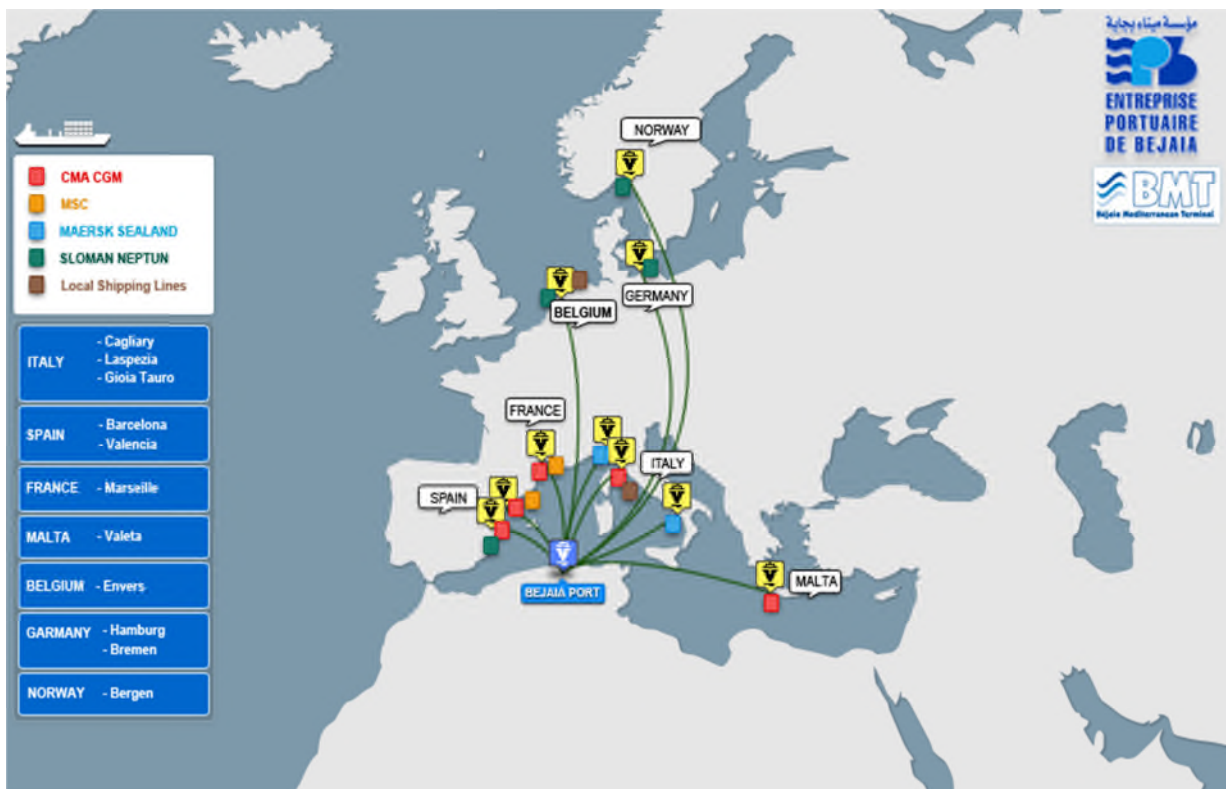 مؤسسة ميناء بجاية
ENTREPRISE
PORTUAIRE
DE BEJAIA
BMT
Béjaia Mediterranean Terminal
CMA CGM
MSC
MAERSK SEALAND
SLOMAN NEPTUN
Local Shipping Lines
ITALY
- Cagliary
- Laspezia
- Gioia Tauro
SPAIN
- Barcelona
- Valencia
FRANCE - Marseille
MALTA - Valeta
BELGIUM - Envers
GARMANY
- Hamburg
- Bremen
NORWAY - Bergen
NORWAY
GERMANY
BELGIUM
FRANCE
ITALY
SPAIN
BEJAIA PORT
MALTA